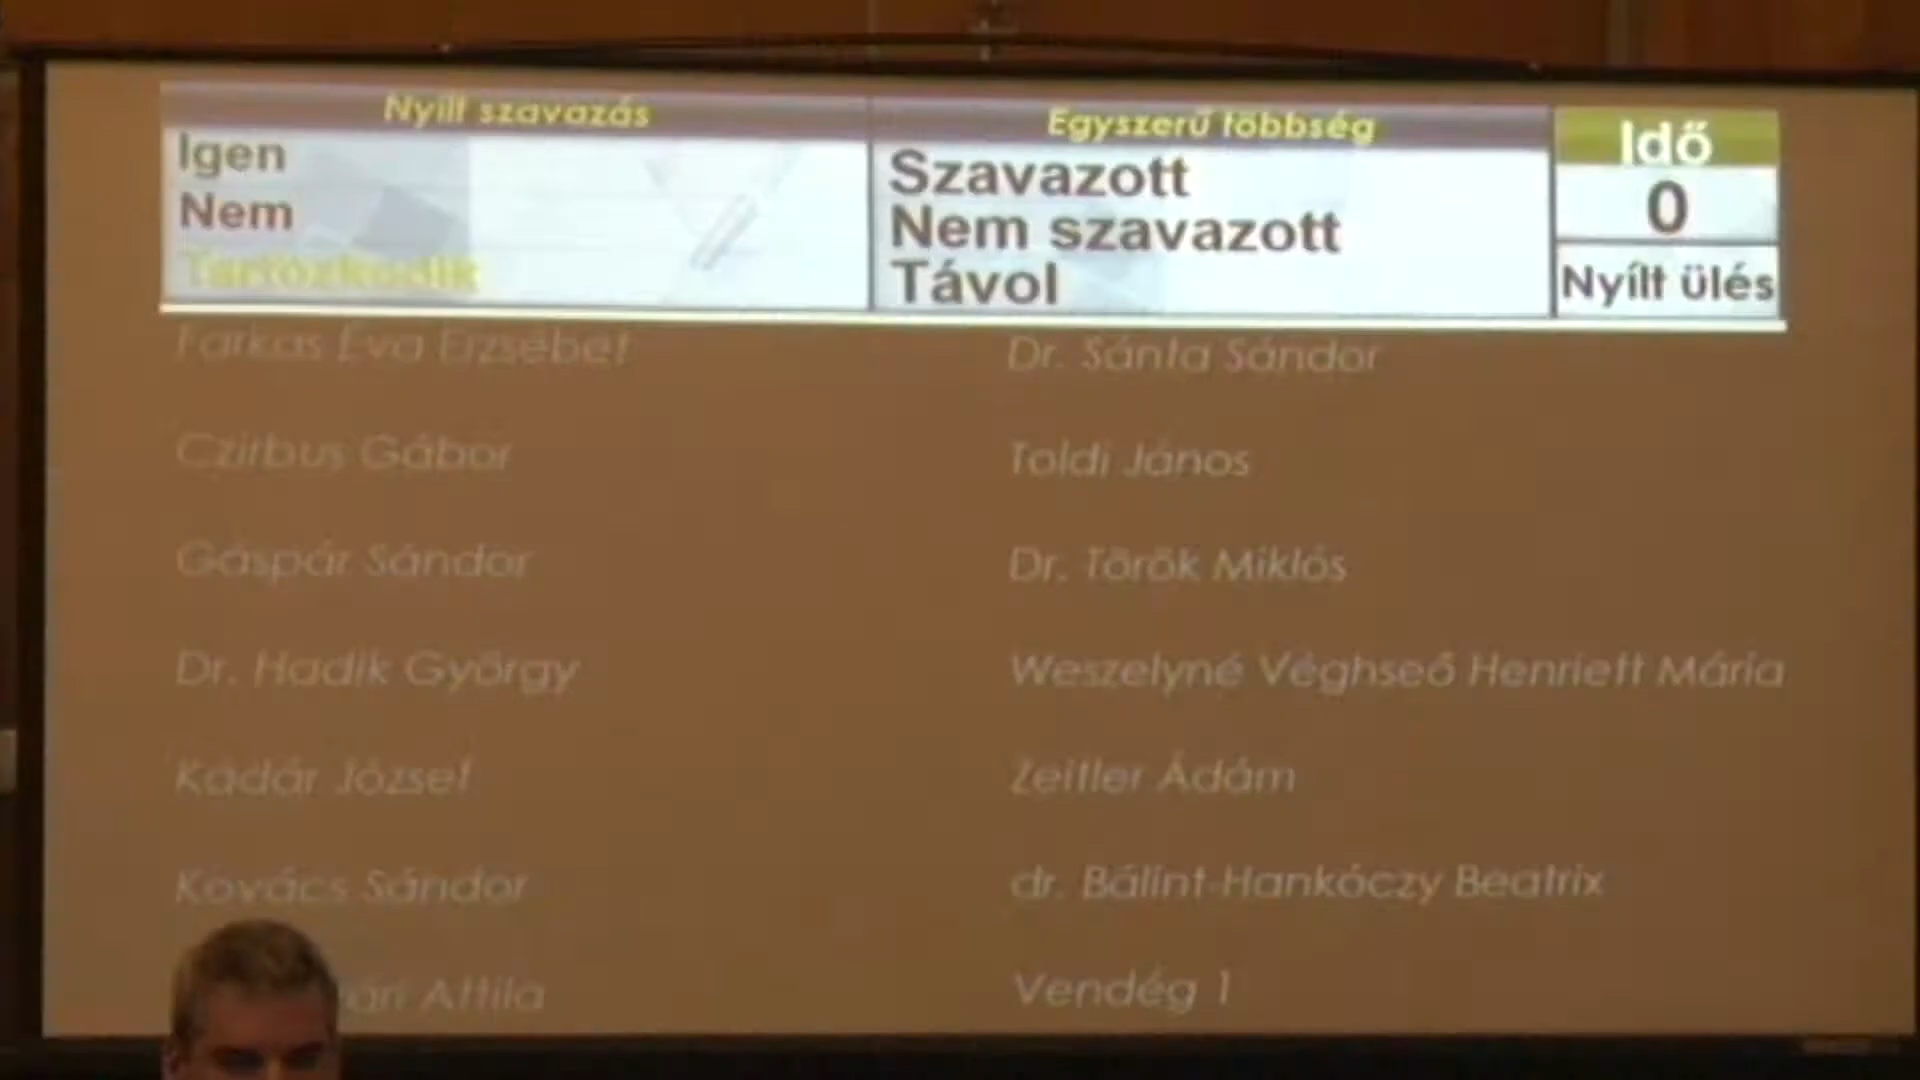 Nyílt szavazás
Igen
Nem
Tartózkodik
Egyszerű többség
Szavazott
Nem szavazott
Távol
Idő
0
Nyílt ülés
Farkas Éva Erzsébet
Czirbus Gábor
Gáspár Sándor
Dr. Hadik György
Kádár József
Kovács Sándor
Attila
Dr. Sánta Sándor
Toldi János
Dr. Török Miklós
Weszelyné Véghseő Henriett Mária
Zeitler Ádám
dr. Bálint-Hankóczy Beatrix
Vendég 1